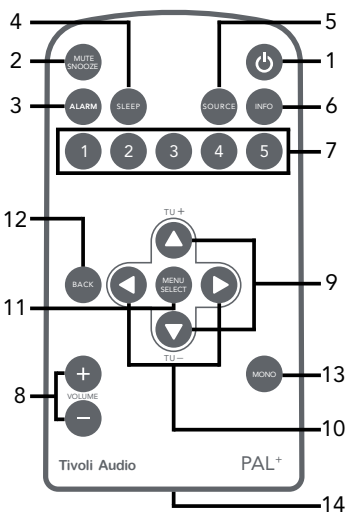 4
5
2
MUTE
SNOOZE
1
3
ALARM
SLEEP
SOURCE
INFO
6
1
2
3
4
5
7
TU+
12
BACK
MENU
SELECT
9
11
TU–
8
+
VOLUME
–
MONO
13
10
Tivoli Audio
PAL+
14